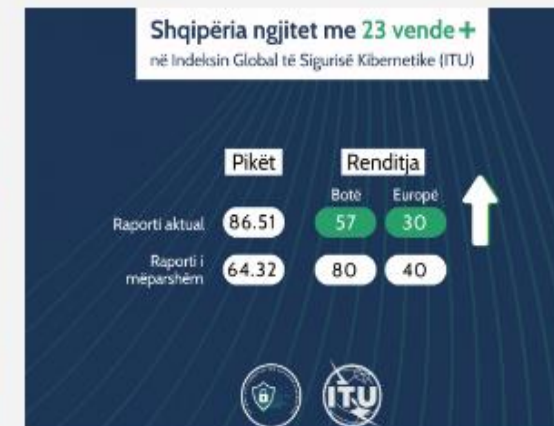 Shqipëria ngjitet me 23 vende +
në Indeksin Global të Sigurisë Kibernetike (ITU)
Pikët Renditja
Botë Europë
Raporti aktual 86.51 57 30
Raporti i
mëparshëm 64.32 80 40
ITU